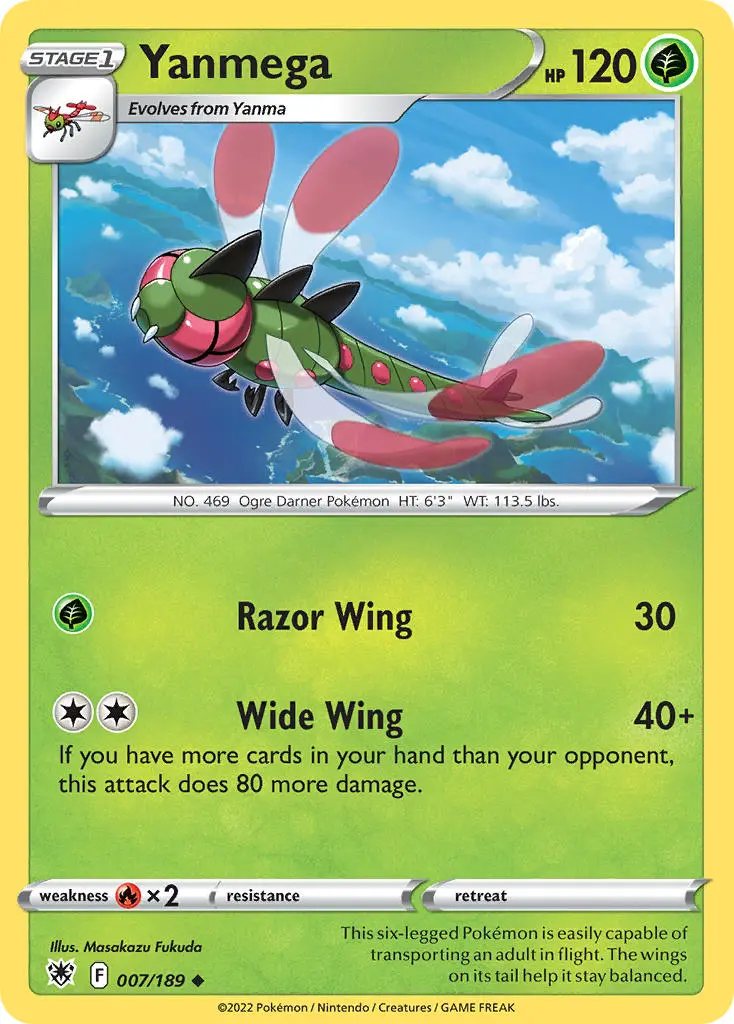 STAGE 1
Yanmega
HP 120
Evolves from Yanma
NO. 469 Ogre Darner Pokémon HT: 6'3" WT: 113.5 lbs.
Razor Wing 30
Wide Wing 40+
If you have more cards in your hand than your opponent,
this attack does 80 more damage.
weakness ×2 resistance retreat
Illus. Masakazu Fukuda
F 007/189
This six-legged Pokémon is easily capable of
transporting an adult in flight. The wings
on its tail help it stay balanced.
©2022 Pokémon / Nintendo / Creatures / GAME FREAK